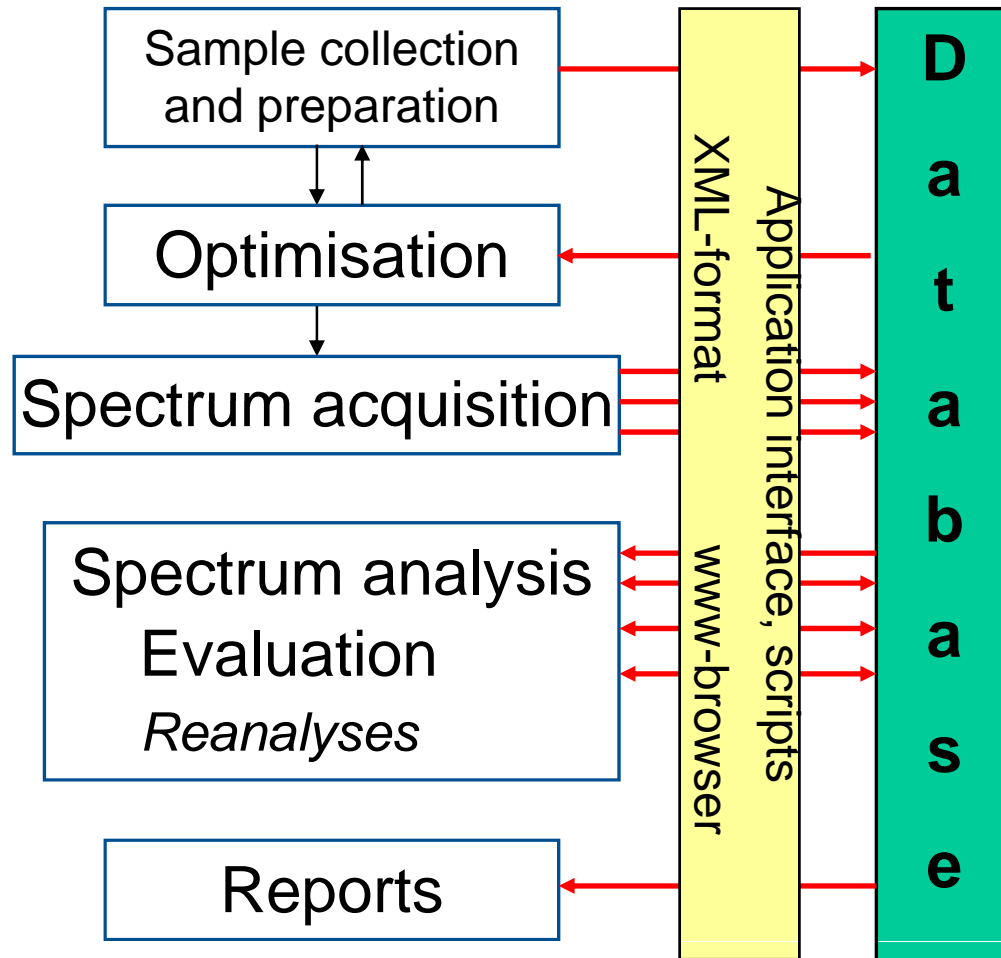 Sample collection
and preparation
Optimisation
Spectrum acquisition
Spectrum analysis
Evaluation
Reanalyses
Reports
XML-format
www-browser
Application interface, scripts
Database